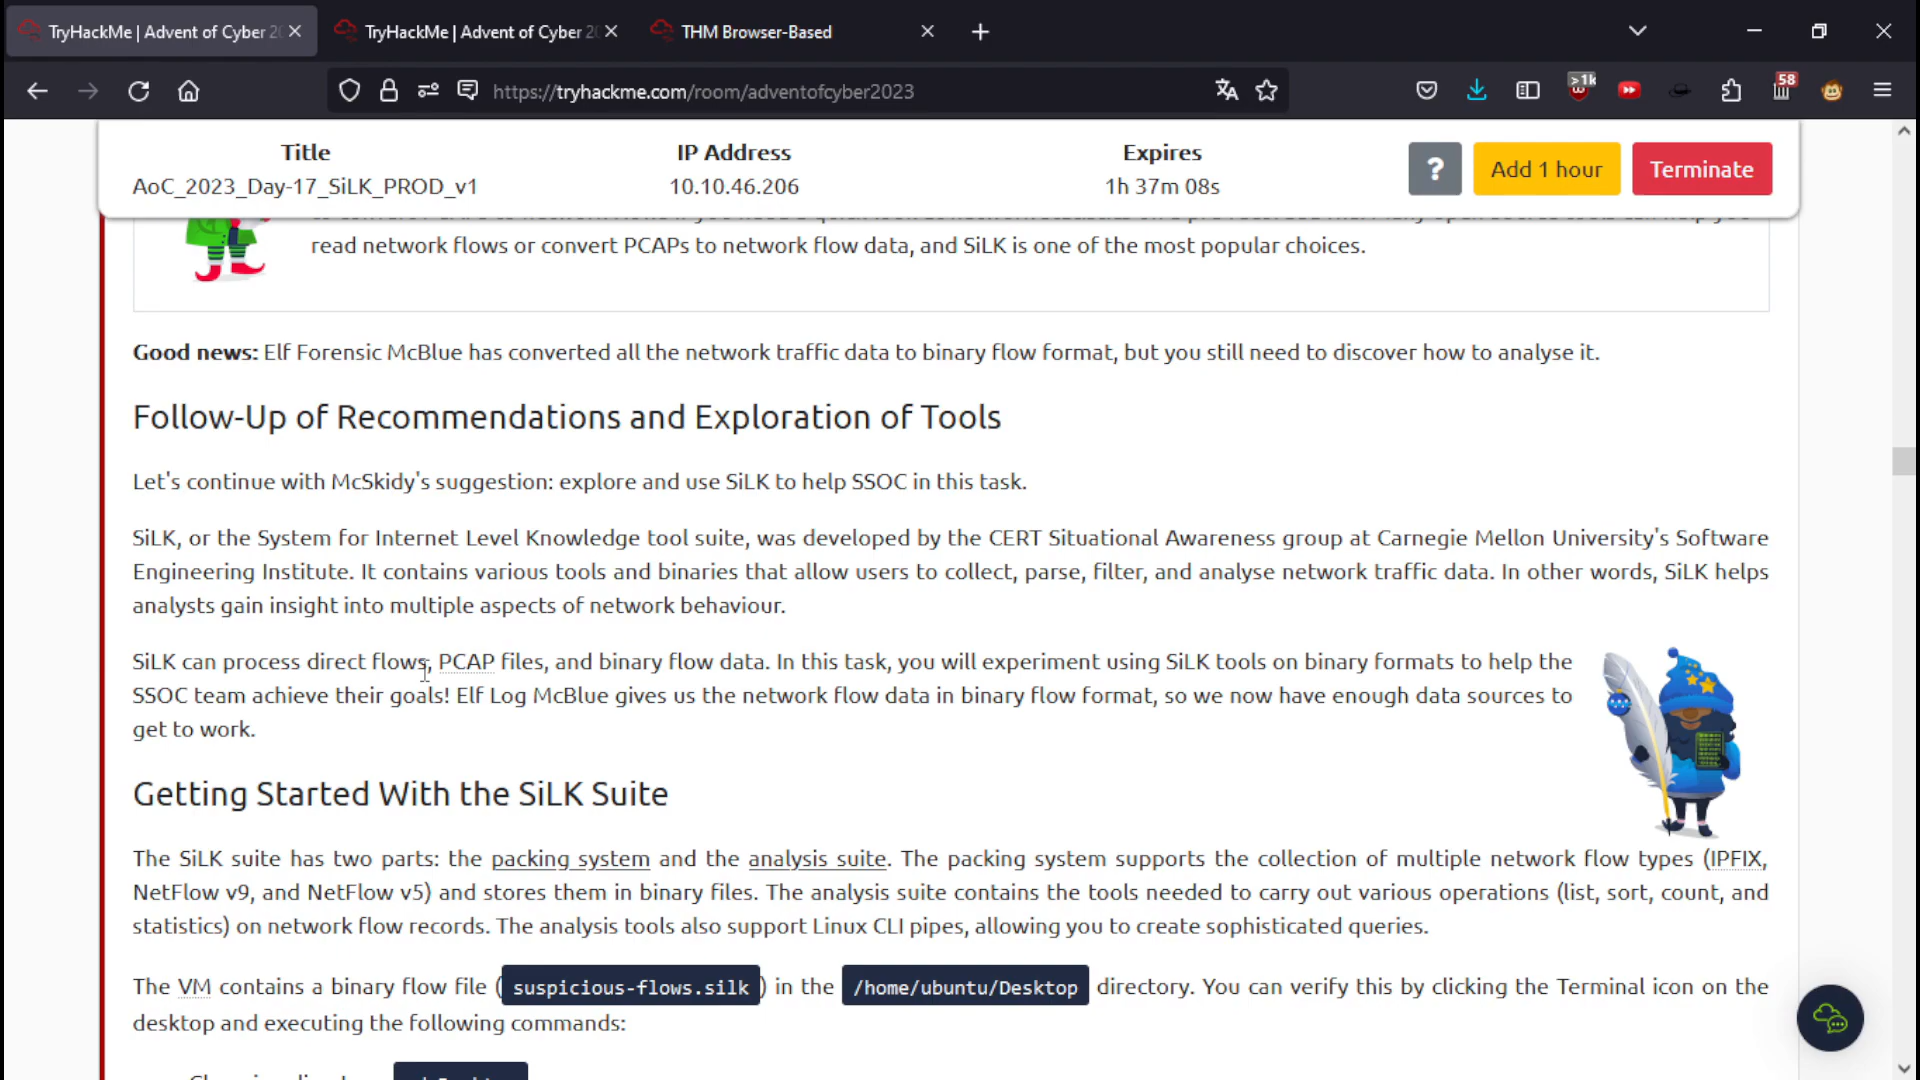 TryHackMe | Advent of Cyber 2
TryHackMe | Advent of Cyber 2
THM Browser-Based
https://tryhackme.com/room/adventofcyber2023
>1k
58
Title
IP Address
Expires
AoC_2023_Day-17_SiLK_PROD_v1
10.10.46.206
1h 37m 08s
?
Add 1 hour
Terminate
read network flows or convert PCAPs to network flow data, and SiLK is one of the most popular choices.
Good news: Elf Forensic McBlue has converted all the network traffic data to binary flow format, but you still need to discover how to analyse it.
Follow-Up of Recommendations and Exploration of Tools
Let's continue with McSkidy's suggestion: explore and use SiLK to help SSOC in this task.
SiLK, or the System for Internet Level Knowledge tool suite, was developed by the CERT Situational Awareness group at Carnegie Mellon University's Software
Engineering Institute. It contains various tools and binaries that allow users to collect, parse, filter, and analyse network traffic data. In other words, SiLK helps
analysts gain insight into multiple aspects of network behaviour.
SiLK can process direct flows, PCAP files, and binary flow data. In this task, you will experiment using SiLK tools on binary formats to help the
SSOC team achieve their goals! Elf Log McBlue gives us the network flow data in binary flow format, so we now have enough data sources to
get to work.
Getting Started With the SiLK Suite
The SiLK suite has two parts: the packing system and the analysis suite. The packing system supports the collection of multiple network flow types (IPFIX,
NetFlow v9, and NetFlow v5) and stores them in binary files. The analysis suite contains the tools needed to carry out various operations (list, sort, count, and
statistics) on network flow records. The analysis tools also support Linux CLI pipes, allowing you to create sophisticated queries.
The VM contains a binary flow file (suspicious-flows.silk) in the /home/ubuntu/Desktop directory. You can verify this by clicking the Terminal icon on the
desktop and executing the following commands: